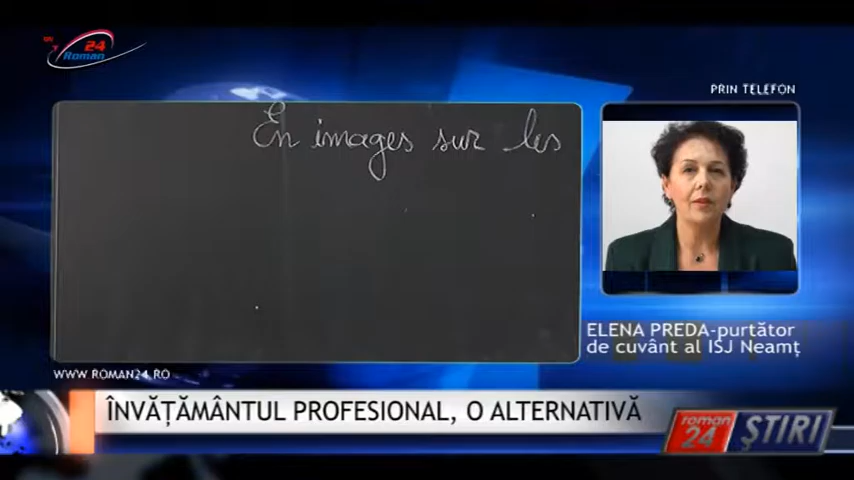 24
Roman
PRIN TELEFON
En images sur les
ELENA PREDA-purtător
de cuvânt al IȘJ Neamț
WWW.ROMAN24.RO
ÎNVĂȚĂMÂNTUL PROFESIONAL, O ALTERNATIVĂ
roman
24
ȘTIRI